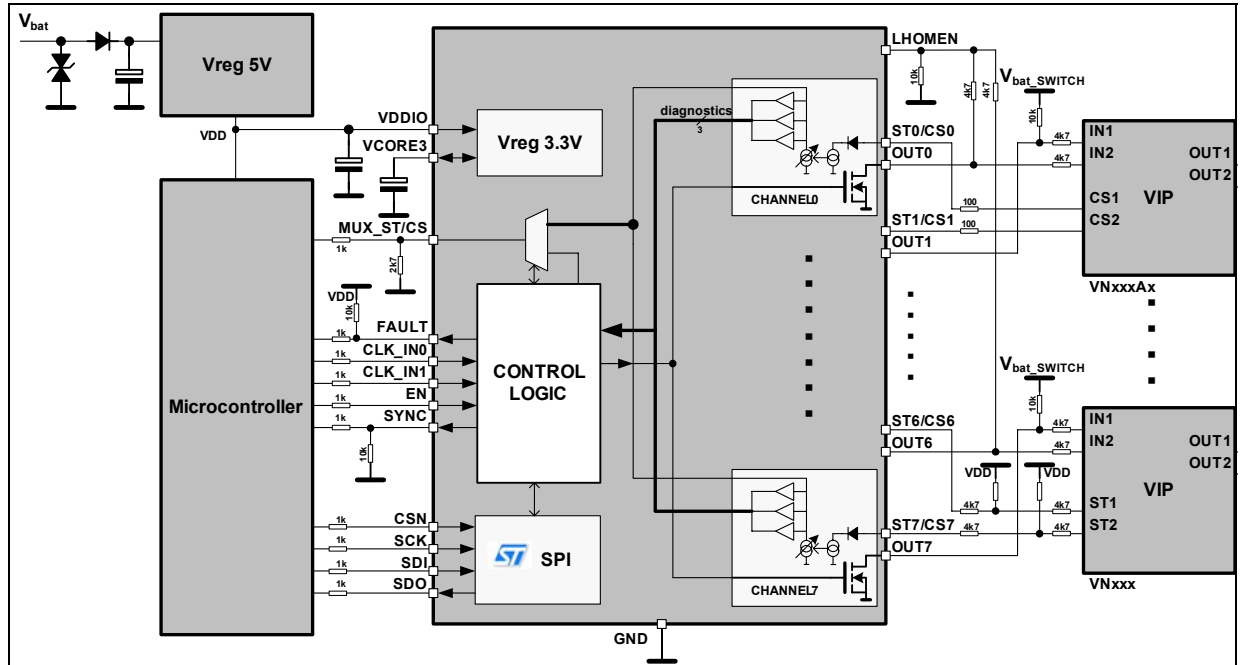 Vbat
Vreg 5V
VDD
VDDIO
VCORE3
Vreg 3.3V
MUX_ST/CS
1k
2k7
VDD
10k
1k
FAULT
1k
CLK_IN0
1k
CLK_IN1
1k
EN
1k
SYNC
10k
Microcontroller
CONTROL
LOGIC
1k
CSN
1k
SCK
1k
SDI
1k
SDO
ST
SPI
GND
diagnostics
3
CHANNEL0
CHANNEL7
LHOMEN
10k
4k7
4k7
Vbat_SWITCH
10k
ST0/CS0
OUT0
4k7
4k7
100
ST1/CS1
100
OUT1
IN1
IN2
OUT1
OUT2
CS1
CS2
VIP
VNxxxAx
Vbat_SWITCH
10k
ST6/CS6
OUT6
4k7
4k7
VDD
VDD
4k7
4k7
ST7/CS7
4k7
4k7
OUT7
IN1
IN2
OUT1
OUT2
ST1
ST2
VIP
VNxxx